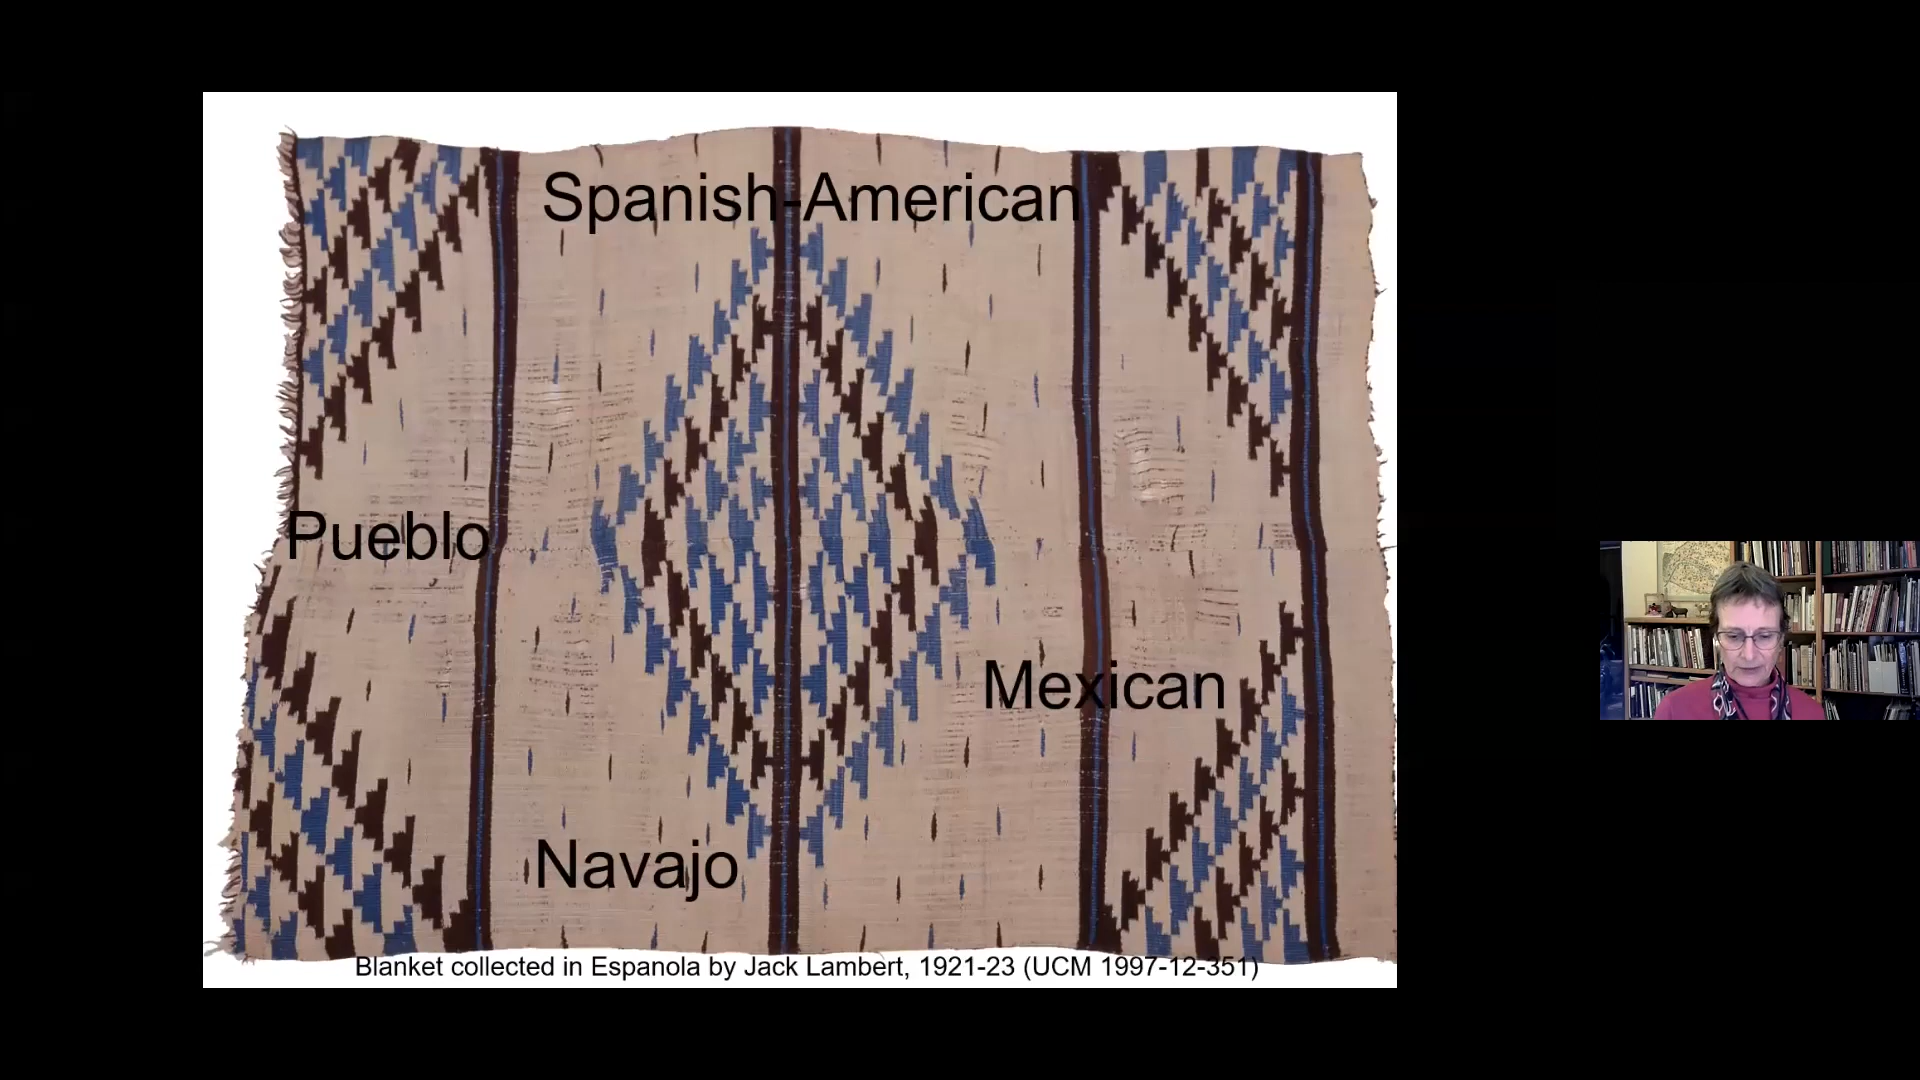 Spanish-American
Pueblo
Mexican
Navajo
Blanket collected in Espanola by Jack Lambert, 1921-23 (UCM 1997-12-351)